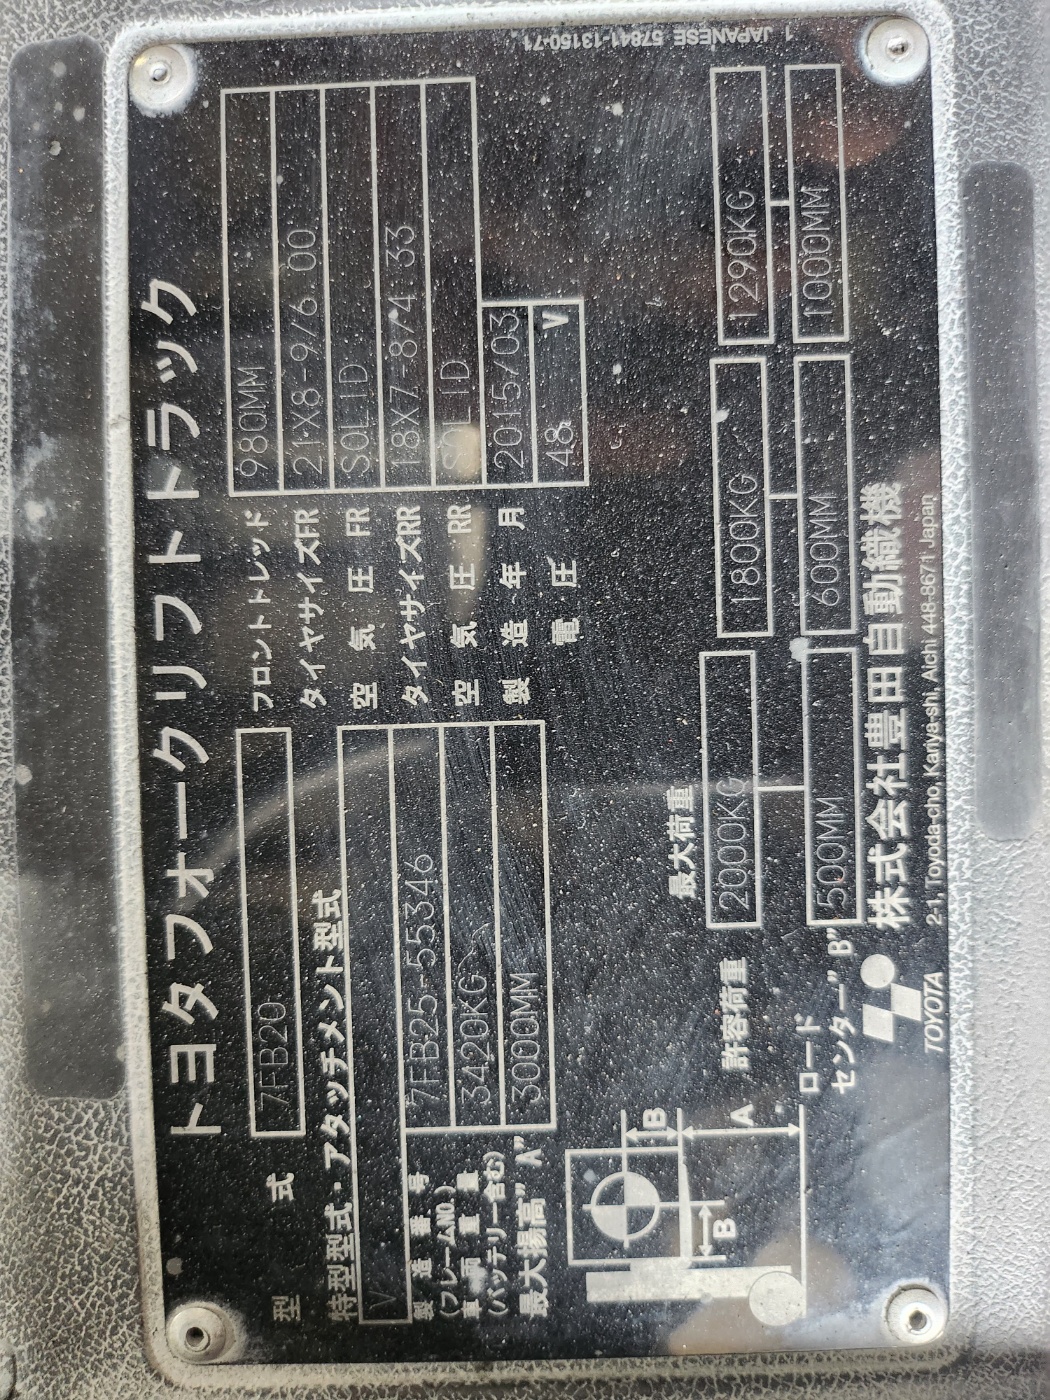 トヨタフォークリフトトラック
型 式 7FB20
特型型式・アタッチメント型式
V
製造番号
(フレームNO.) 7FB25-55346
車両重量
(バッテリー含む) 3420KG
最大揚高"A" 3000MM
フロントトレッド 980MM
タイヤサイズFR 21X8-9/6.00
空気圧 FR SOLID
タイヤサイズRR 18X7-8/4.33
空気圧 RR SOLID
製造年月 2015/03
電圧 48 V
最大荷重
許容荷重 2000KG 1800KG 1290KG
ロード
センター"B" 500MM 600MM 1000MM
B
A
B
TOYOTA
株式会社豊田自動織機
2-1, Toyoda-cho, Kariya-shi, Aichi 448-8671 Japan
1 JAPANESE 57841-13150-71